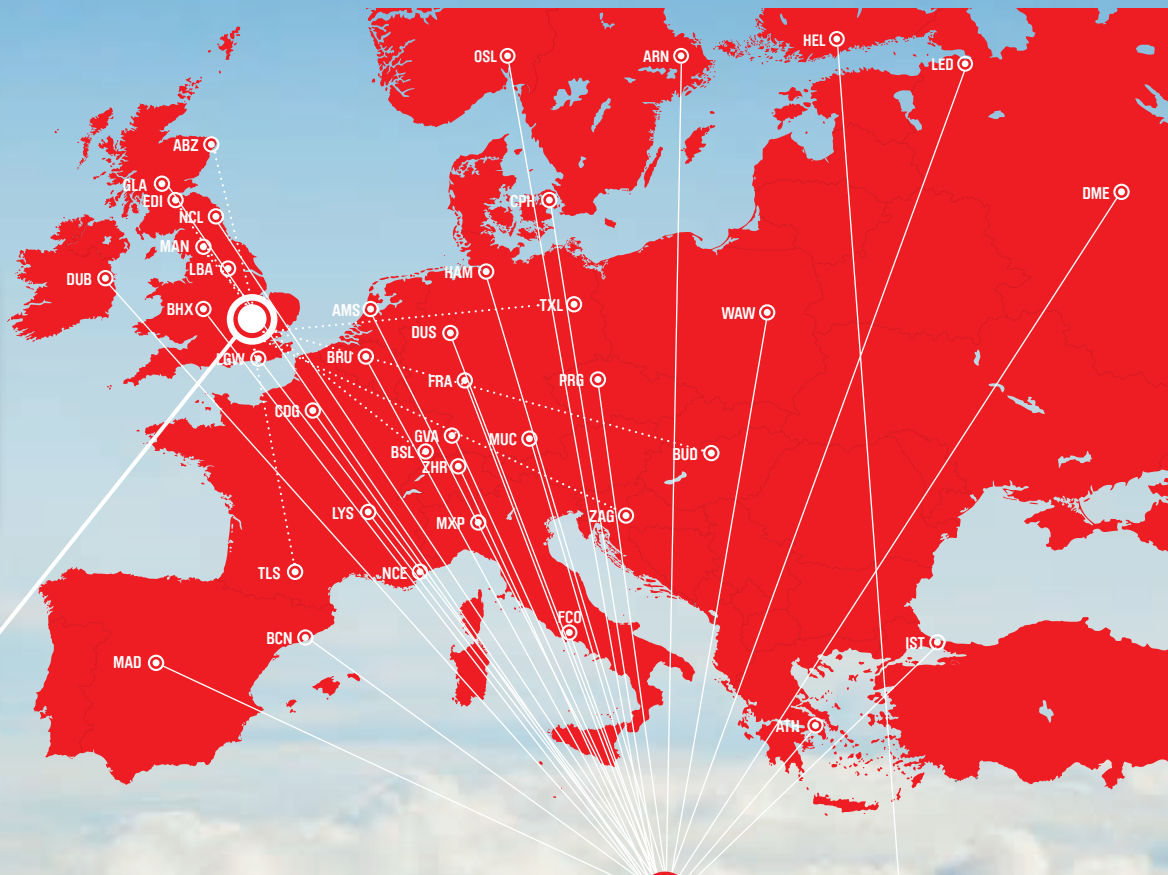 HEL
OSL
ARN
LED
ABZ
GLA
EDI
DME
CPH
NCL
MAN
LBA
HAM
DUB
TXL
BHX
AMS
WAW
DUS
LGW
BRU
FRA
PRG
CDG
GVA
MUC
BSL
BUD
ZHR
LYS
ZAG
MXP
TLS
NCE
FCO
BCN
IST
MAD
ATH